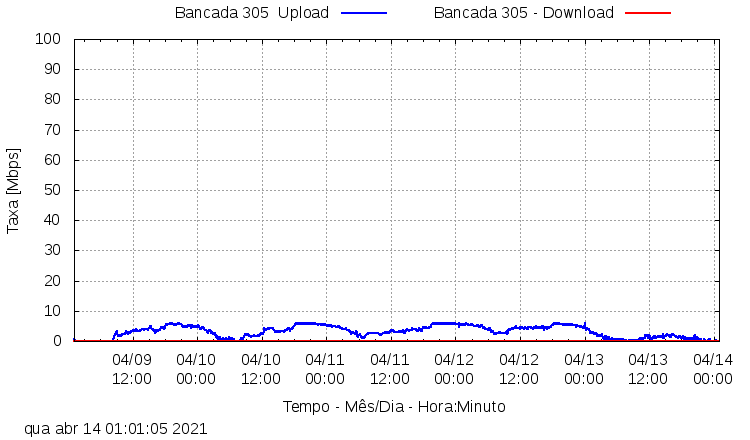 Bancada 305  Upload
Bancada 305 - Download
100
90
80
70
60
50
40
30
20
10
0
Taxa [Mbps]
04/09 04/10 04/10 04/11 04/11 04/12 04/12 04/13 04/13 04/14
12:00 00:00 12:00 00:00 12:00 00:00 12:00 00:00 12:00 00:00
Tempo - Mês/Dia - Hora:Minuto
qua abr 14 01:01:05 2021